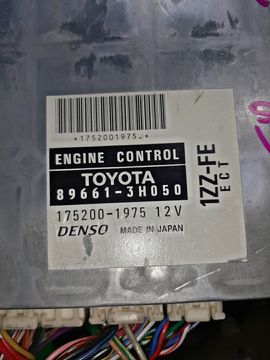 *1752001975.*
ENGINE CONTROL
TOYOTA
89661-3H050
175200-1975 12V
DENSO MADE IN JAPAN
1ZZ-FE
ECT